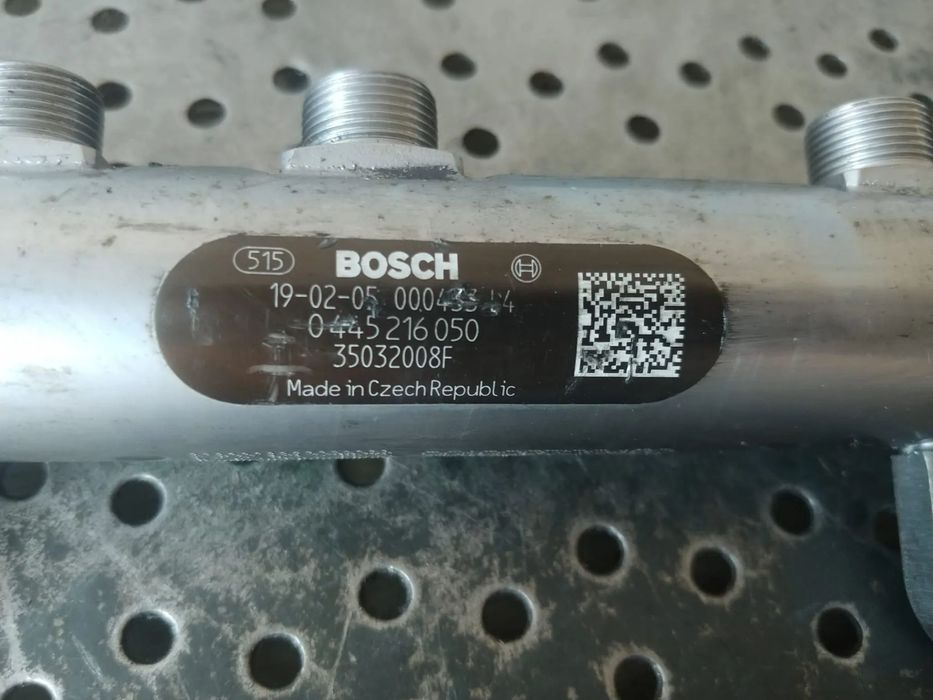 515 BOSCH
19-02-05
0 445 216 050
35032008F
Made in Czech Republic